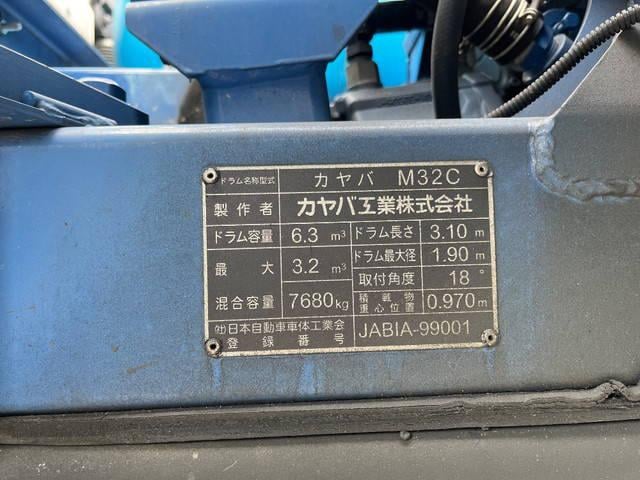 ドラム名称型式 カヤバ M32C
製作者 カヤバ工業株式会社
ドラム容量 6.3 m³ ドラム長さ 3.10 m
最大混合容量 3.2 m³ 7680kg
ドラム最大径 1.90 m
取付角度 18°
積載物重心位置 0.970m
㈳日本自動車車体工業会
登録番号 JABIA-99001